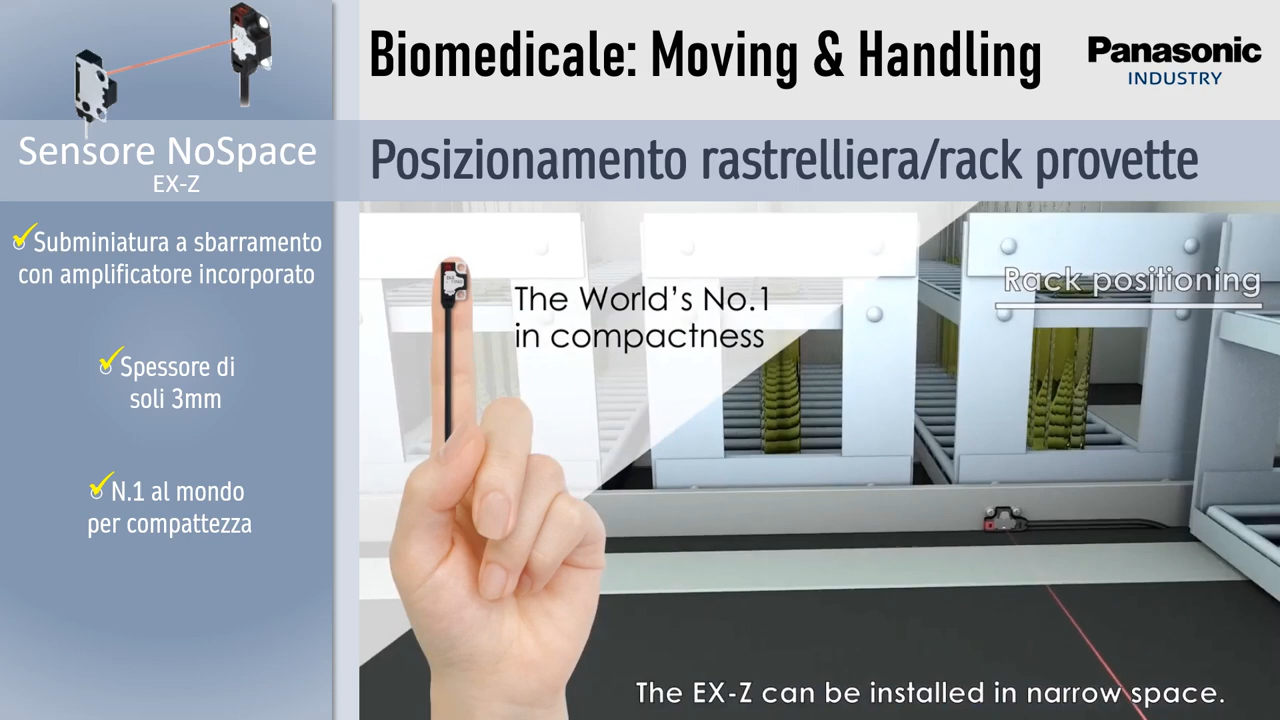 Biomedicale: Moving & Handling
Panasonic
INDUSTRY
Sensore NoSpace
EX-Z
Posizionamento rastrelliera/rack provette
Subminiatura a sbarramento
con amplificatore incorporato
Spessore di
soli 3mm
N.1 al mondo
per compattezza
The World's No.1
in compactness
Rack positioning
The EX-Z can be installed in narrow space.